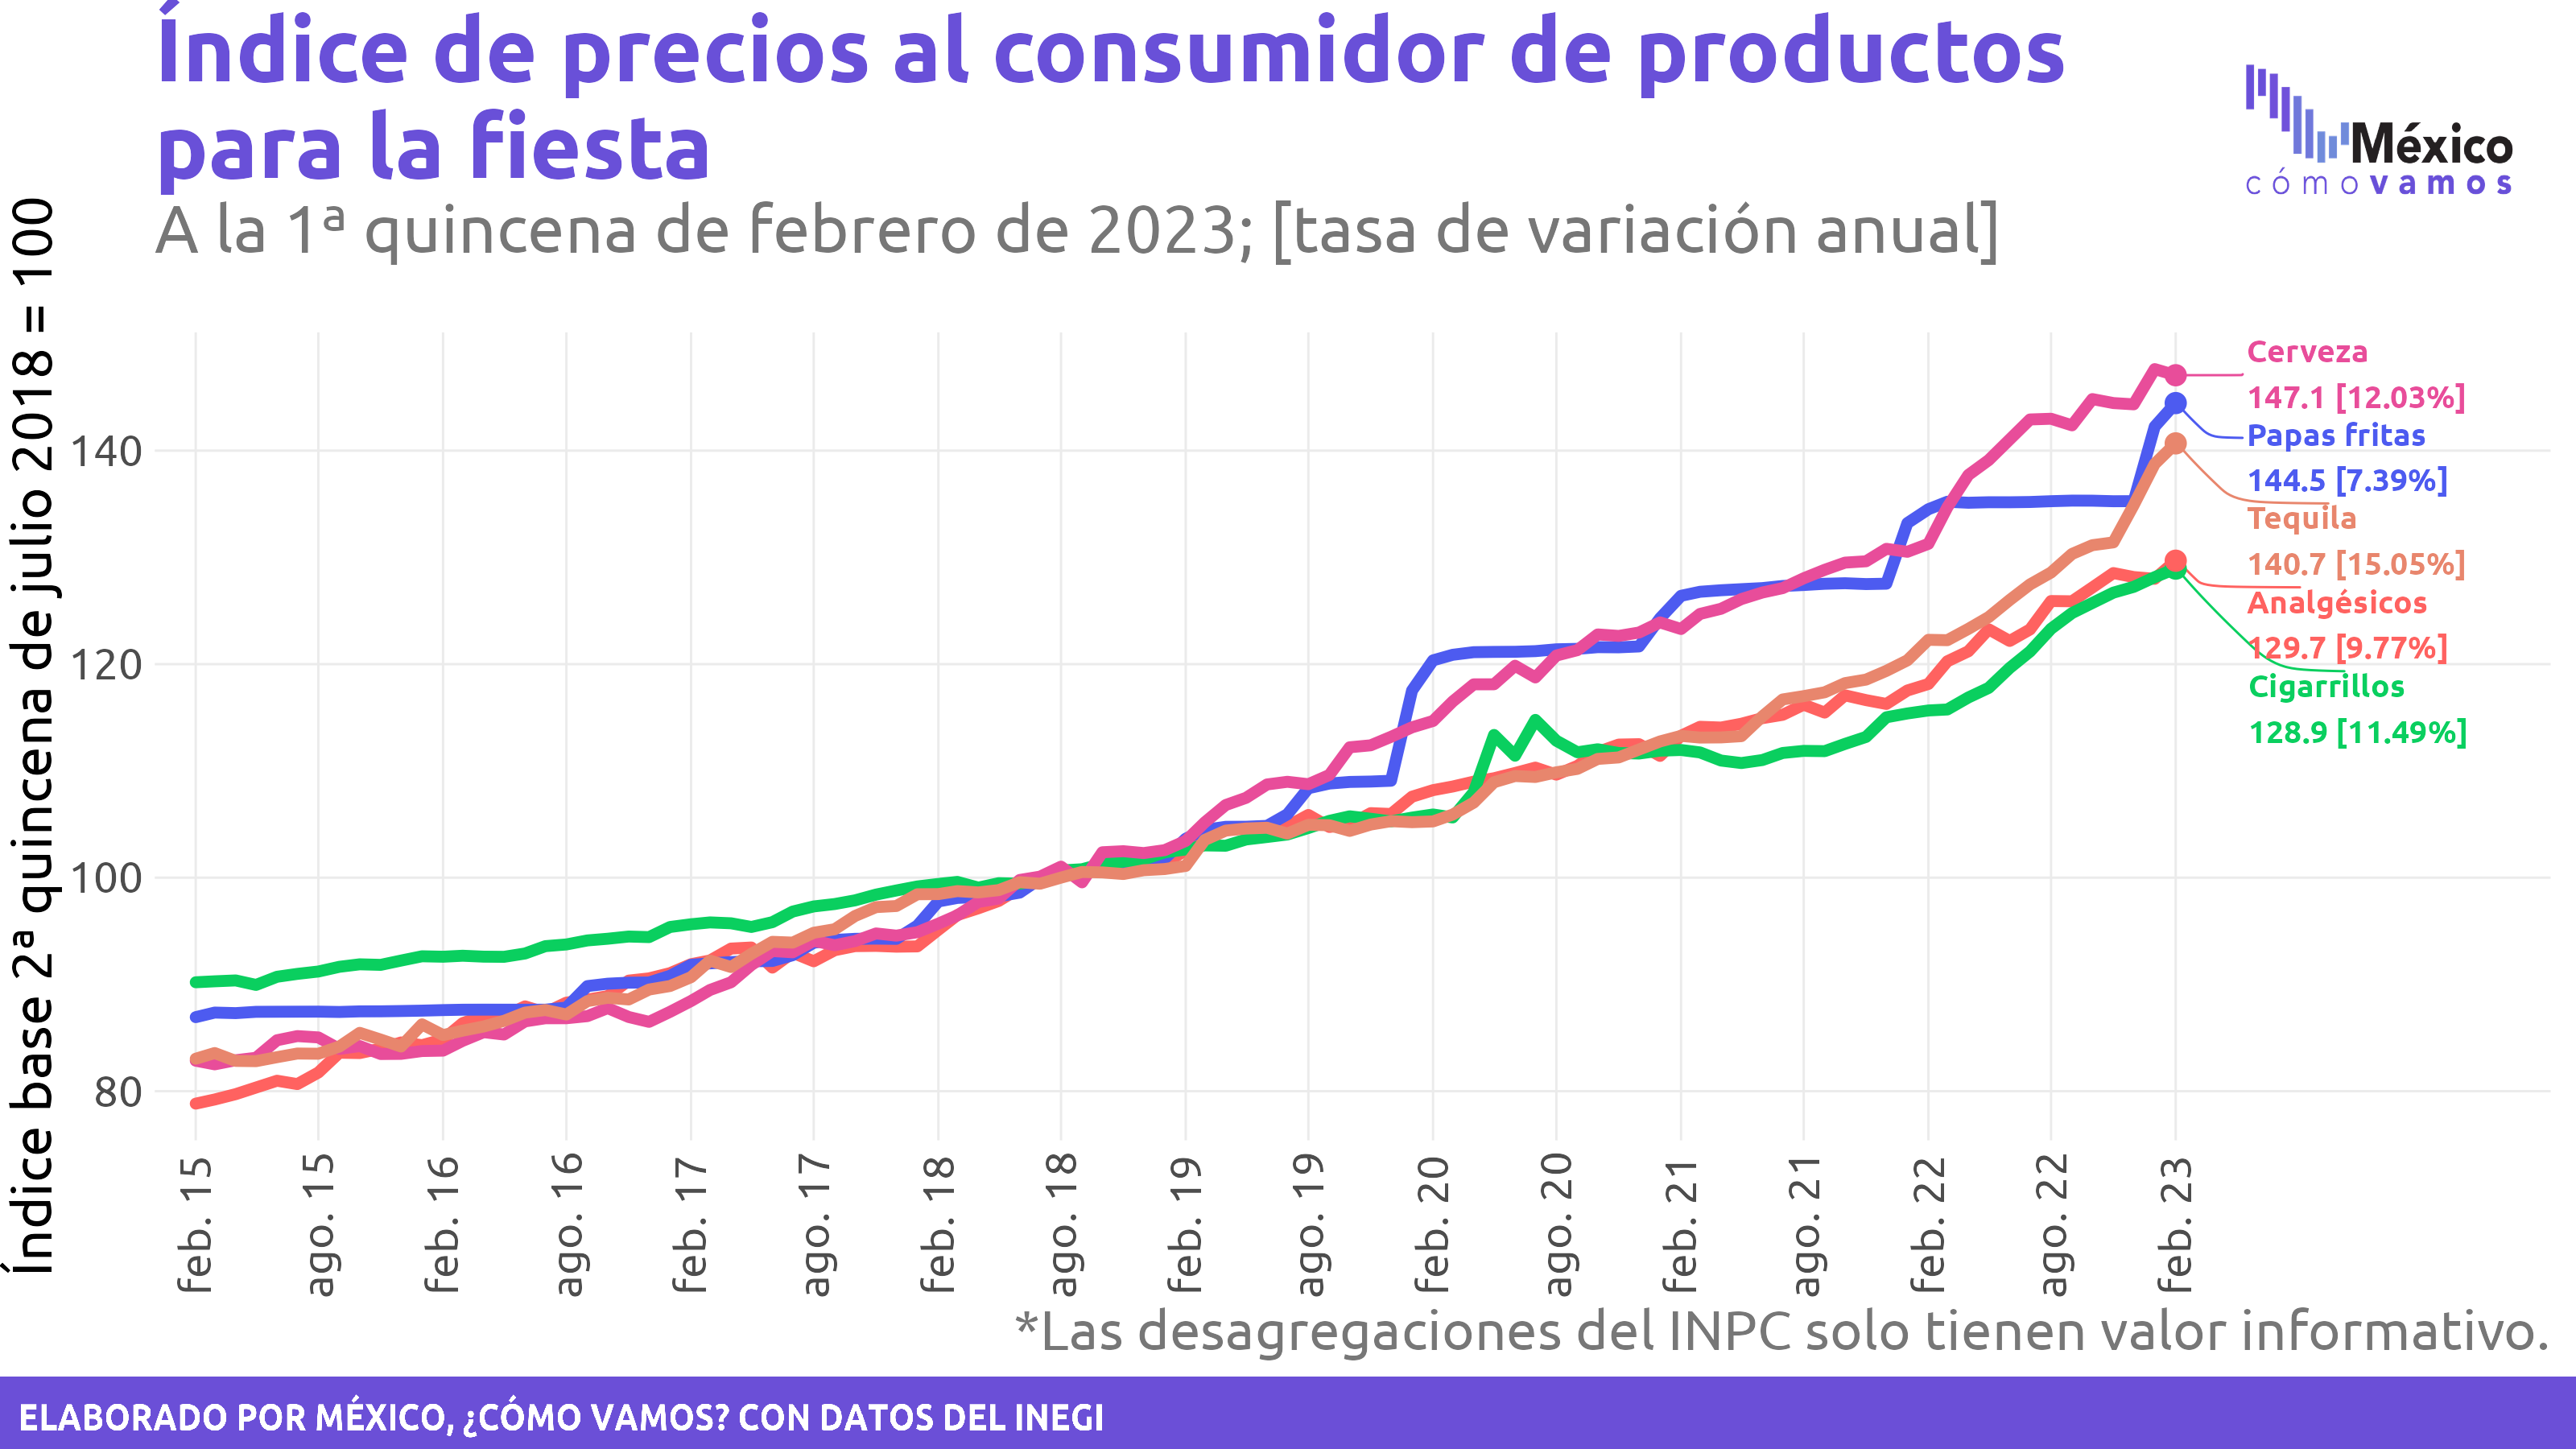 Índice de precios al consumidor de productos
para la fiesta
A la 1ª quincena de febrero de 2023; [tasa de variación anual]
México
cómo vamos
Índice base 2ª quincena de julio 2018 = 100
140
120
100
80
Cerveza
147.1 [12.03%]
Papas fritas
144.5 [7.39%]
Tequila
140.7 [15.05%]
Analgésicos
129.7 [9.77%]
Cigarrillos
128.9 [11.49%]
feb. 15
ago. 15
feb. 16
ago. 16
feb. 17
ago. 17
feb. 18
ago. 18
feb. 19
ago. 19
feb. 20
ago. 20
feb. 21
ago. 21
feb. 22
ago. 22
feb. 23
*Las desagregaciones del INPC solo tienen valor informativo.
ELABORADO POR MÉXICO, ¿CÓMO VAMOS? CON DATOS DEL INEGI